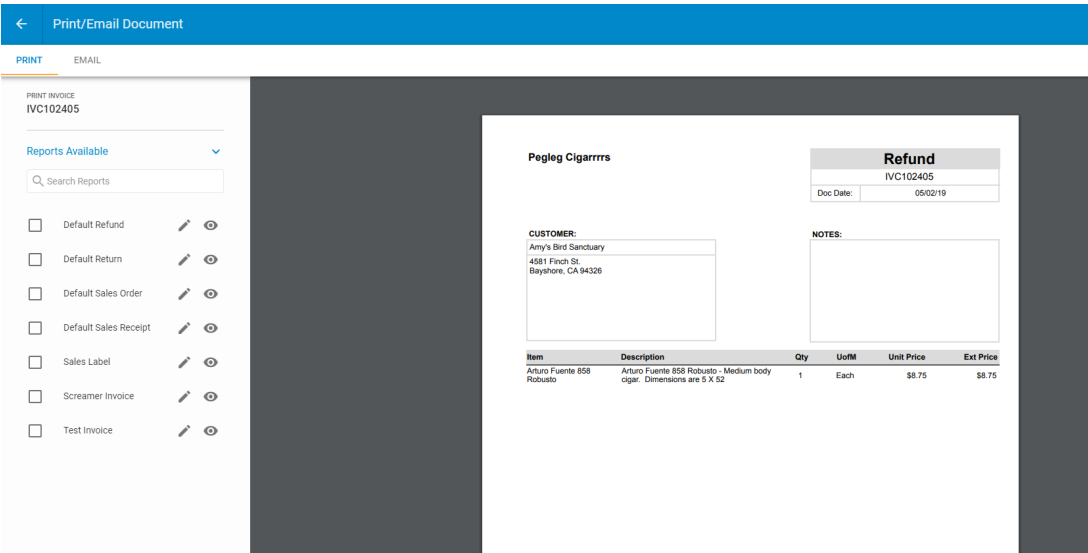 Print/Email Document
PRINT EMAIL
PRINT INVOICE
IVC102405
Reports Available
Search Reports
Default Refund
Default Return
Default Sales Order
Default Sales Receipt
Sales Label
Screamer Invoice
Test Invoice
Pegleg Cigarrrs
Refund
IVC102405
Doc Date: 05/02/19
CUSTOMER:
Amy's Bird Sanctuary
4581 Finch St.
Bayshore, CA 94326
NOTES:
Item Description Qty UofM Unit Price Ext Price
Arturo Fuente 858 Arturo Fuente 858 Robusto - Medium body
Robusto cigar. Dimensions are 5 X 52 1 Each $8.75 $8.75